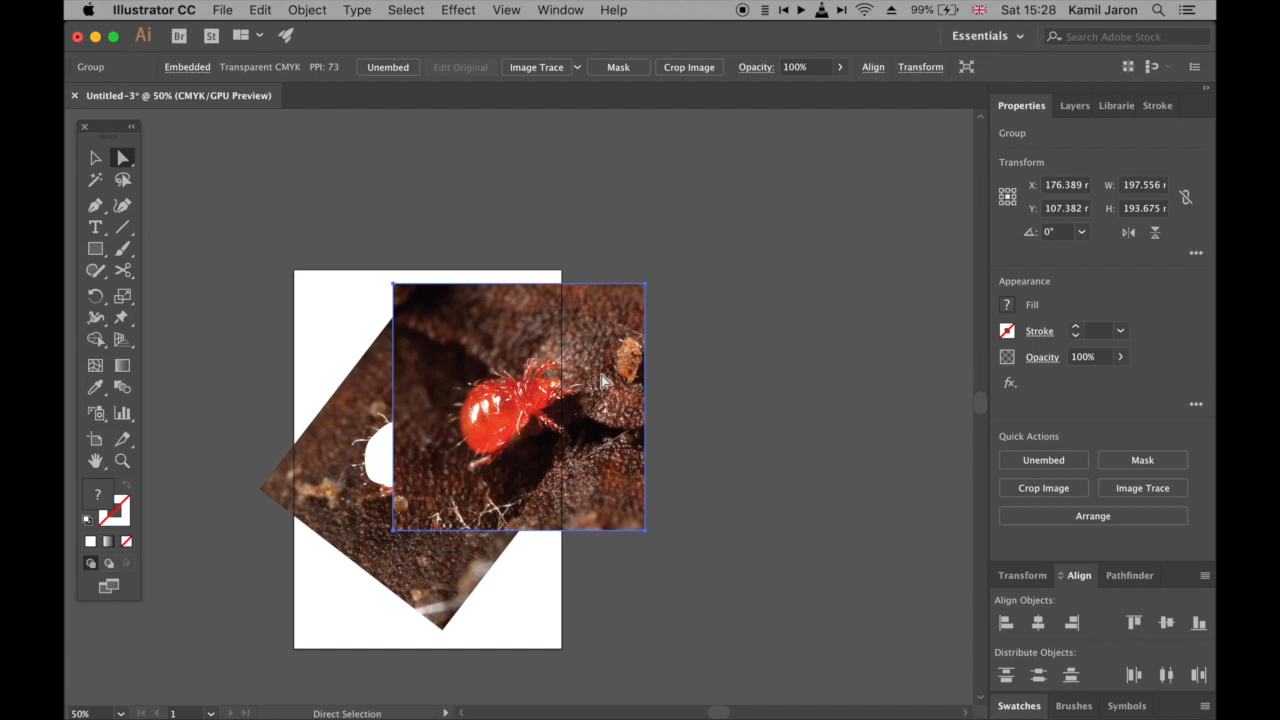 Illustrator CC File Edit Object Type Select Effect View Window Help 99% Sat 15:28 Kamil Jaron
Ai Br St Essentials Search Adobe Stock
Group Embedded Transparent CMYK PPI: 73 Unembed Edit Original Image Trace Mask Crop Image Opacity: 100% Align Transform
Untitled-3* @ 50% (CMYK/GPU Preview)
Properties Layers Librarie Stroke
Group
Transform
X: 176.389 r W: 197.556 r
Y: 107.382 r H: 193.675 r
0°
Appearance
? Fill
Stroke
Opacity 100%
fx.
Quick Actions
Unembed Mask
Crop Image Image Trace
Arrange
Transform Align Pathfinder
Align Objects:
Distribute Objects:
Swatches Brushes Symbols
T
?
50% 1 Direct Selection